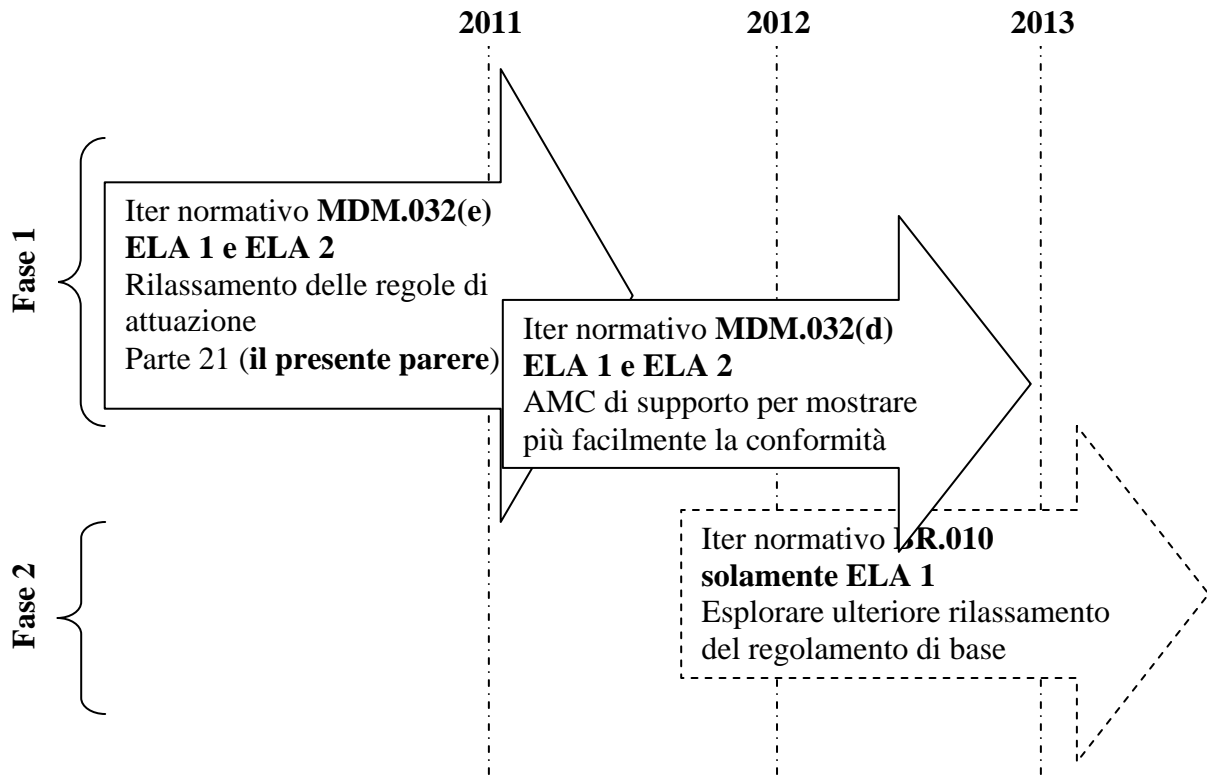 2011 2012 2013
Fase 1
Iter normativo MDM.032(e)
ELA 1 e ELA 2
Rilassamento delle regole di
attuazione
Parte 21 (il presente parere)
Iter normativo MDM.032(d)
ELA 1 e ELA 2
AMC di supporto per mostrare
più facilmente la conformità
Fase 2
Iter normativo BR.010
solamente ELA 1
Esplorare ulteriore rilassamento
del regolamento di base